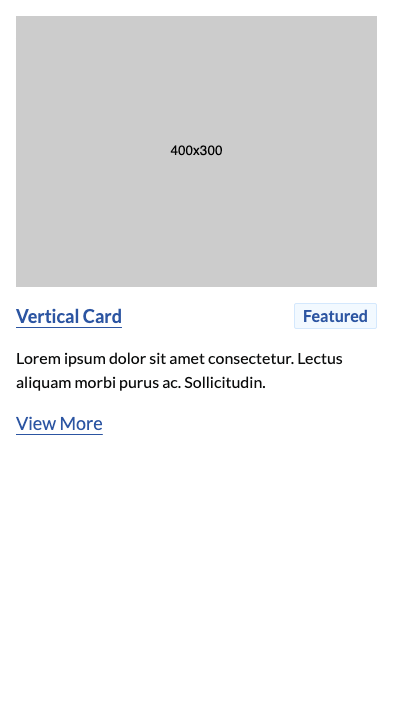 400x300
Vertical Card
Featured
Lorem ipsum dolor sit amet consectetur. Lectus
aliquam morbi purus ac. Sollicitudin.
View More